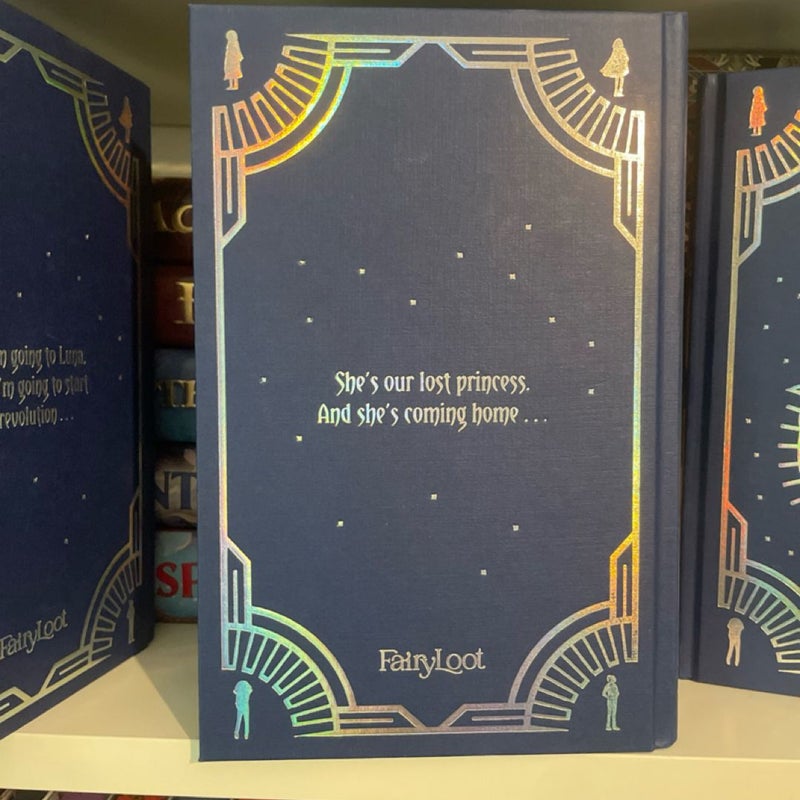 going to Luna.
I'm going to start
revolution...
FairyLoot
She's our lost princess.
And she's coming home...
FairyLoot